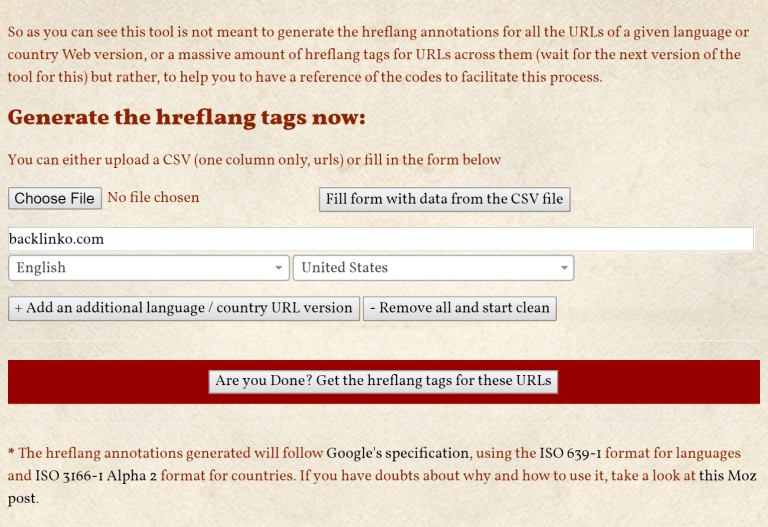 So as you can see this tool is not meant to generate the hreflang annotations for all the URLs of a given language or
country Web version, or a massive amount of hreflang tags for URLs across them (wait for the next version of the
tool for this) but rather, to help you to have a reference of the codes to facilitate this process.
Generate the hreflang tags now:
You can either upload a CSV (one column only, urls) or fill in the form below
Choose File No file chosen Fill form with data from the CSV file
backlinko.com
English United States
+ Add an additional language / country URL version - Remove all and start clean
Are you Done? Get the hreflang tags for these URLs
* The hreflang annotations generated will follow Google's specification, using the ISO 639-1 format for languages
and ISO 3166-1 Alpha 2 format for countries. If you have doubts about why and how to use it, take a look at this Moz
post.